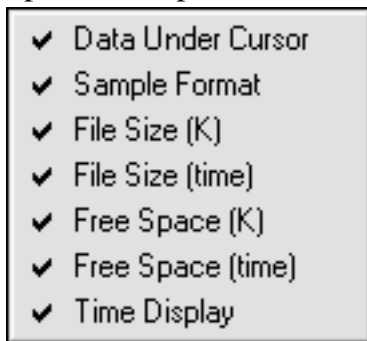 Data Under Cursor
Sample Format
File Size (K)
File Size (time)
Free Space (K)
Free Space (time)
Time Display